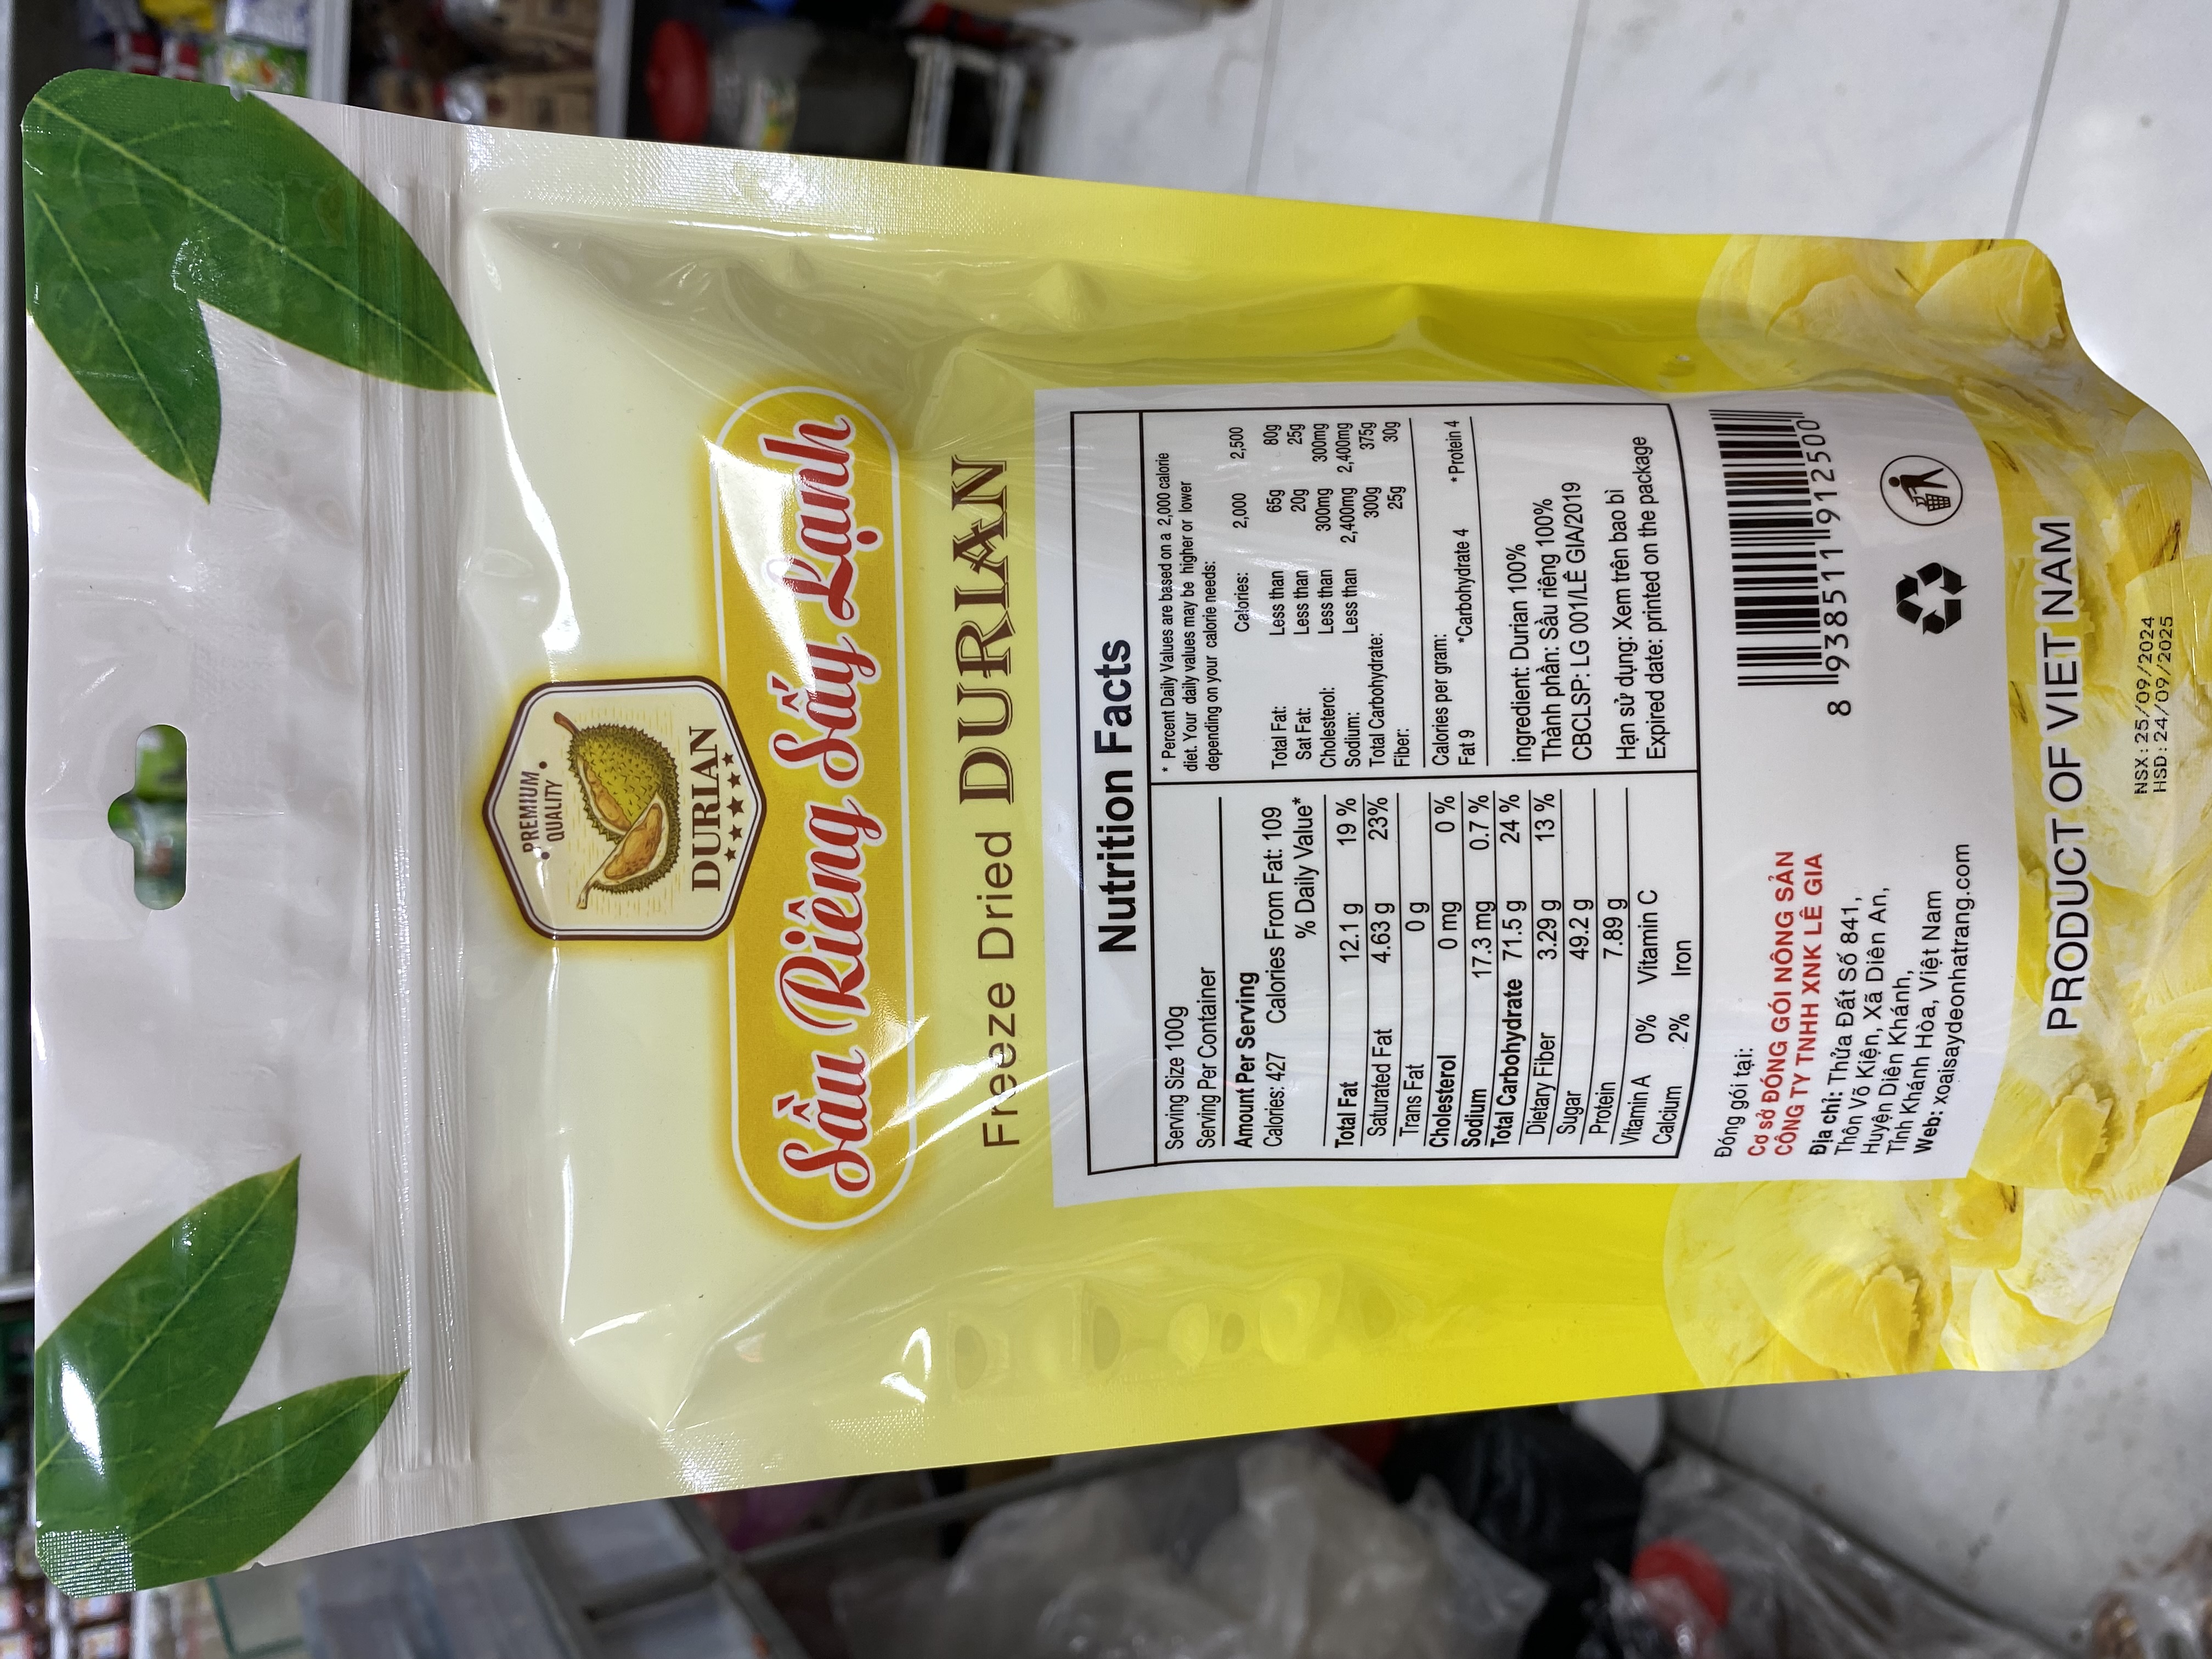 PREMIUM
QUALITY
DURIAN
Sầu Riêng Sấy Lạnh
Freeze Dried DURIAN
Nutrition Facts
Serving Size 100g
Serving Per Container
Amount Per Serving
Calories: 427 Calories From Fat: 109
% Daily Value*
Total Fat 12.1 g 19 %
Saturated Fat 4.63 g 23%
Trans Fat 0 g
Cholesterol 0 mg 0 %
Sodium 17.3 mg 0.7 %
Total Carbohydrate 71.5 g 24 %
Dietary Fiber 3.29 g 13 %
Sugar 49.2 g
Protein 7.89 g
Vitamin A 0% Vitamin C
Calcium 2% Iron
* Percent Daily Values are based on a 2,000 calorie
diet. Your daily values may be higher or lower
depending on your calorie needs:
Calories: 2,000 2,500
Total Fat: Less than 65g 80g
Sat Fat: Less than 20g 25g
Cholesterol: Less than 300mg 300mg
Sodium: Less than 2,400mg 2,400mg
Total Carbohydrate: 300g 375g
Fiber: 25g 30g
Calories per gram:
Fat 9 *Carbohydrate 4 *Protein 4
ingredient: Durian 100%
Thành phần: Sầu riêng 100%
CBCLSP: LG 001/LÊ GIA/2019
Hạn sử dụng: Xem trên bao bì
Expired date: printed on the package
Đóng gói tại:
Cơ sở ĐÓNG GÓI NÔNG SẢN
CÔNG TY TNHH XNK LÊ GIA
Địa chỉ: Thửa Đất Số 841,
Thôn Võ Kiện, Xã Diên An,
Huyện Diên Khánh,
Tỉnh Khánh Hòa, Việt Nam
Web: xoaisaydeonhatrang.com
8 938511 912500
PRODUCT OF VIET NAM
NSX: 25/09/2024
HSD: 24/09/2025